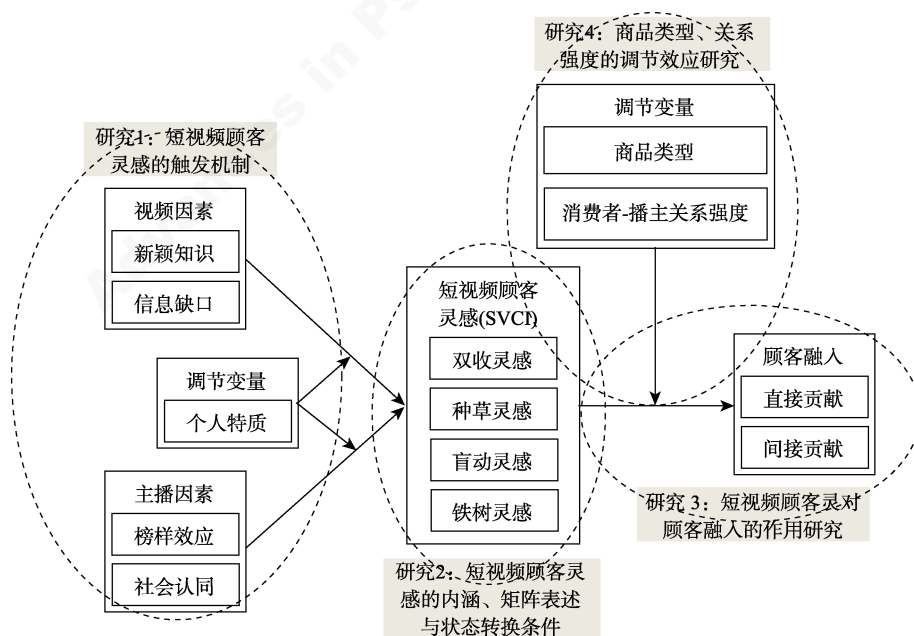 研究4：商品类型、关系
强度的调节效应研究
调节变量
商品类型
消费者-播主关系强度
研究1：短视频顾客
灵感的触发机制
视频因素
新颖知识
信息缺口
调节变量
个人特质
主播因素
榜样效应
社会认同
短视频顾客
灵感(SVCI)
双收灵感
种草灵感
盲动灵感
铁树灵感
顾客融入
直接贡献
间接贡献
研究 3：短视频顾客灵对
顾客融入的作用研究
研究2：短视频顾客灵
感的内涵、矩阵表述
与状态转换条件